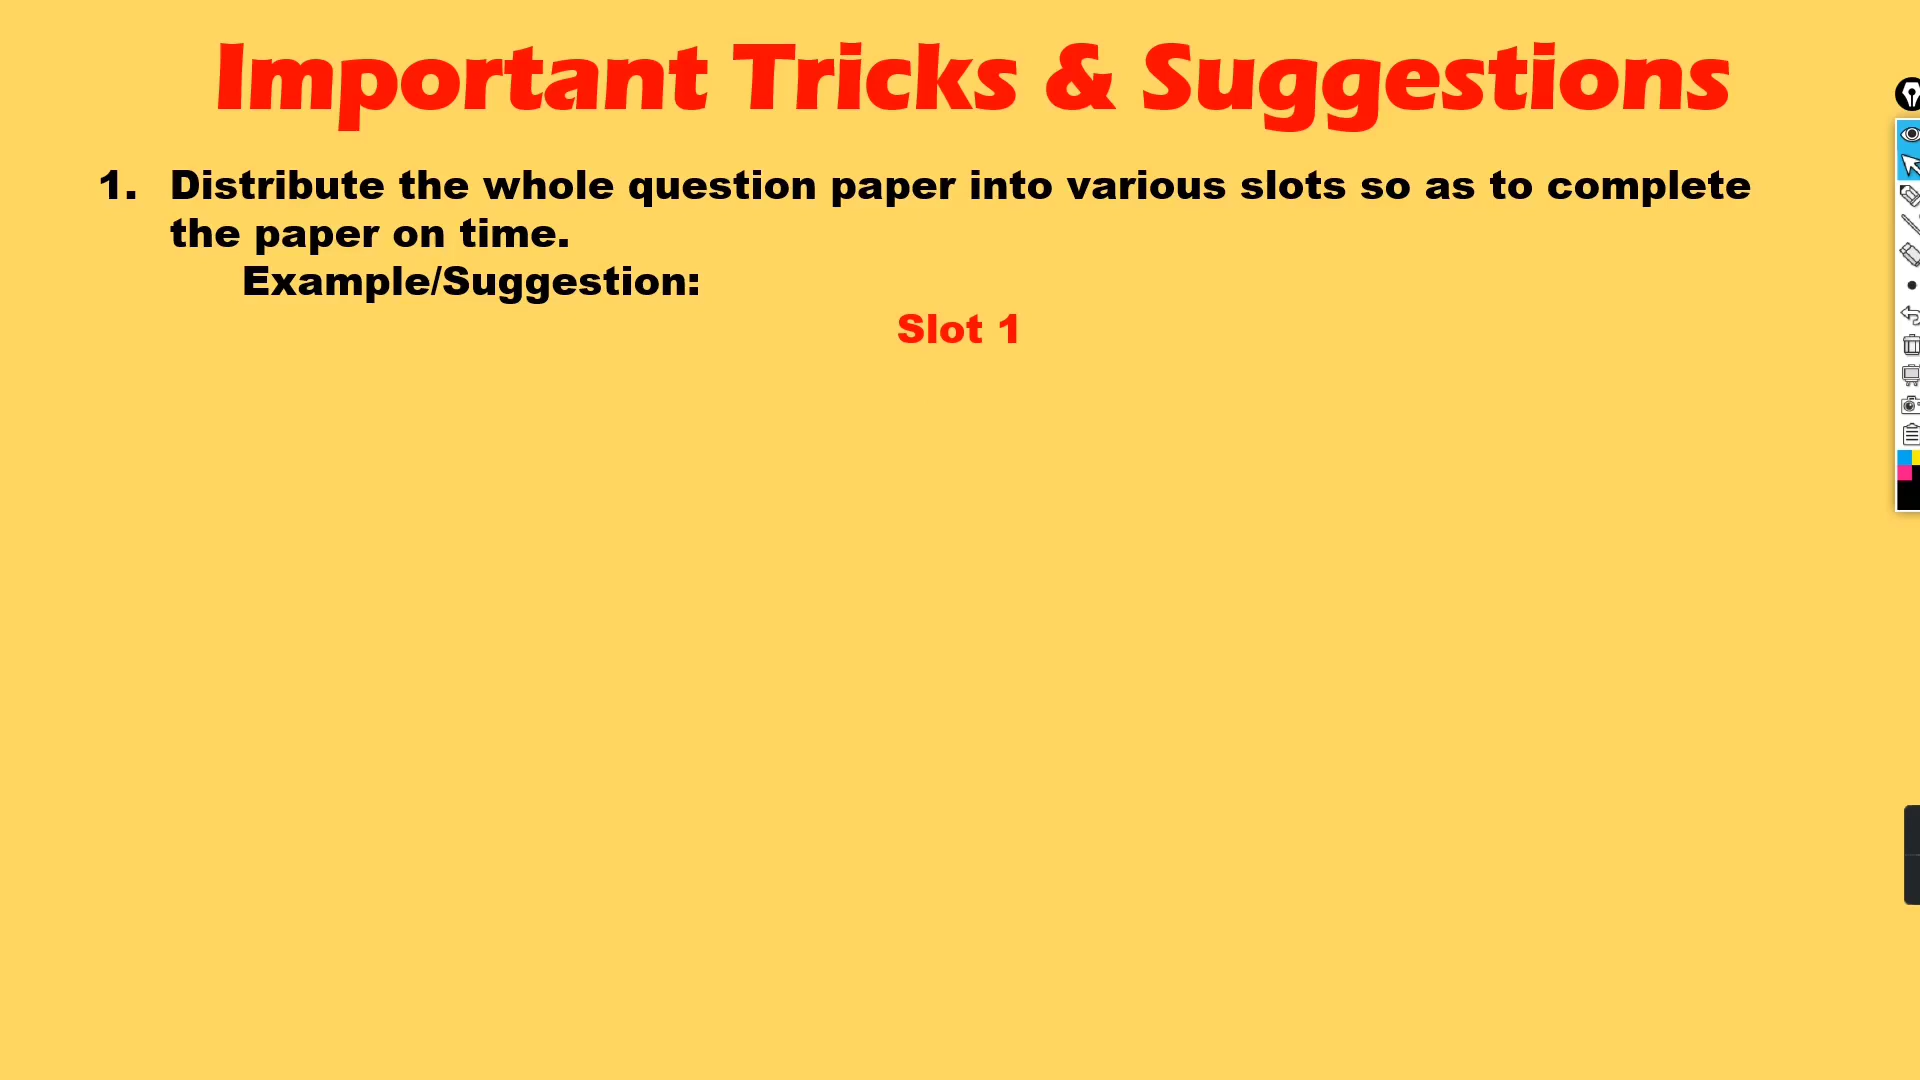 Important Tricks & Suggestions
1. Distribute the whole question paper into various slots so as to complete
the paper on time.
Example/Suggestion:
Slot 1